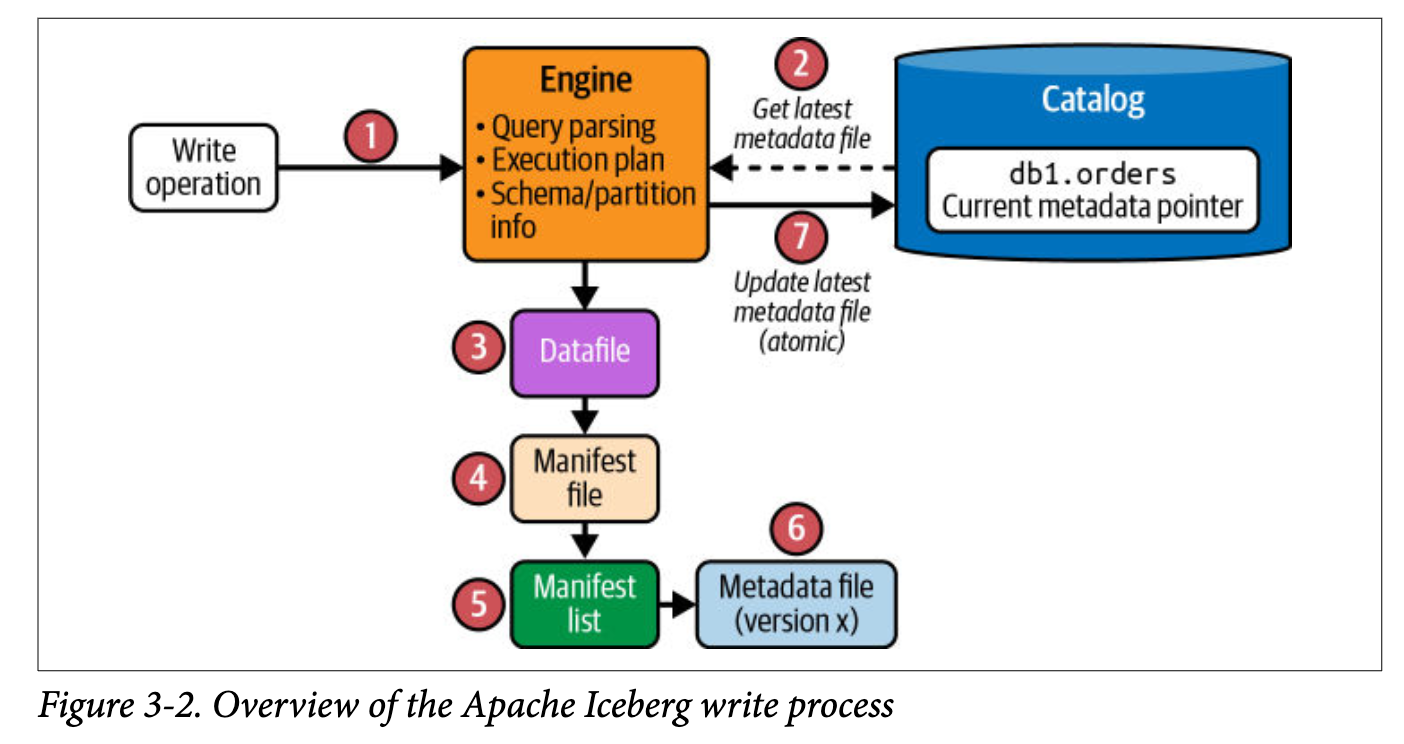 Write
operation
1
Engine
• Query parsing
• Execution plan
• Schema/partition
info
2
Get latest
metadata file
Catalog
db1.orders
Current metadata pointer
7
Update latest
metadata file
(atomic)
3
Datafile
4
Manifest
file
5
Manifest
list
6
Metadata file
(version x)
Figure 3-2. Overview of the Apache Iceberg write process